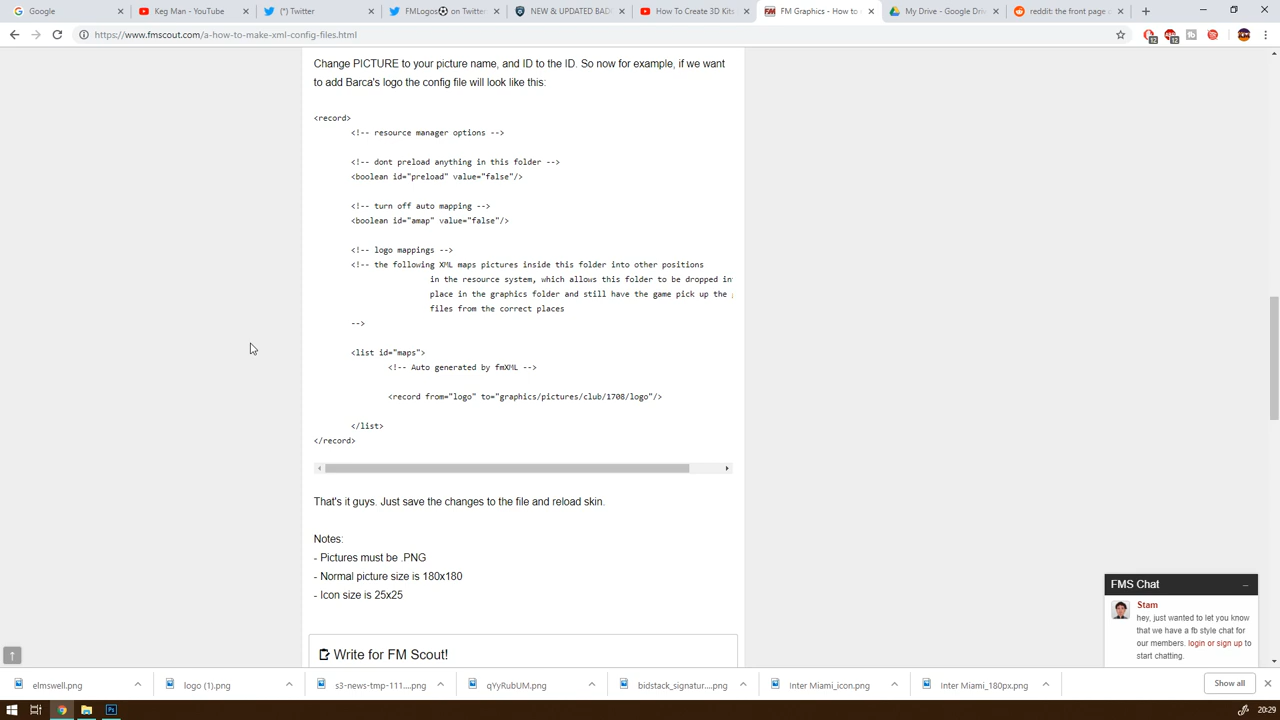 Google
Keg Man - YouTube
(*) Twitter
FMLogos⚽ on Twitter
NEW & UPDATED BAD
How To Create 3D Kits
FM Graphics - How to
My Drive - Google Driv
reddit: the front page o
https://www.fmscout.com/a-how-to-make-xml-config-files.html
12
12
Change PICTURE to your picture name, and ID to the ID. So now for example, if we want
to add Barca's logo the config file will look like this:
<record>
<!-- resource manager options -->
<!-- dont preload anything in this folder -->
<boolean id="preload" value="false"/>
<!-- turn off auto mapping -->
<boolean id="amap" value="false"/>
<!-- logo mappings -->
<!-- the following XML maps pictures inside this folder into other positions
in the resource system, which allows this folder to be dropped in
place in the graphics folder and still have the game pick up the
files from the correct places
-->
<list id="maps">
<!-- Auto generated by fmXML -->
<record from="logo" to="graphics/pictures/club/1708/logo"/>
</list>
</record>
That's it guys. Just save the changes to the file and reload skin.
Notes:
- Pictures must be .PNG
- Normal picture size is 180x180
- Icon size is 25x25
Write for FM Scout!
FMS Chat
Stam
hey, just wanted to let you know
that we have a fb style chat for
our members. login or sign up to
start chatting.
elmswell.png
logo (1).png
s3-news-tmp-111....png
qYyRubUM.png
bidstack_signatur....png
Inter Miami_icon.png
Inter Miami_180px.png
Show all
20:29